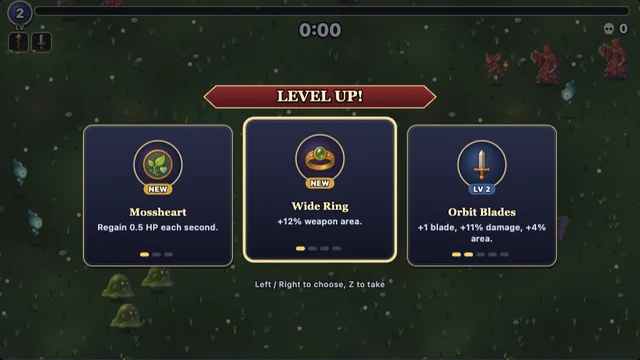 2
LV
0:00
0
LEVEL UP!
NEW
Mossheart
Regain 0.5 HP each second.
NEW
Wide Ring
+12% weapon area.
LV 2
Orbit Blades
+1 blade, +11% damage, +4%
area.
Left / Right to choose, Z to take